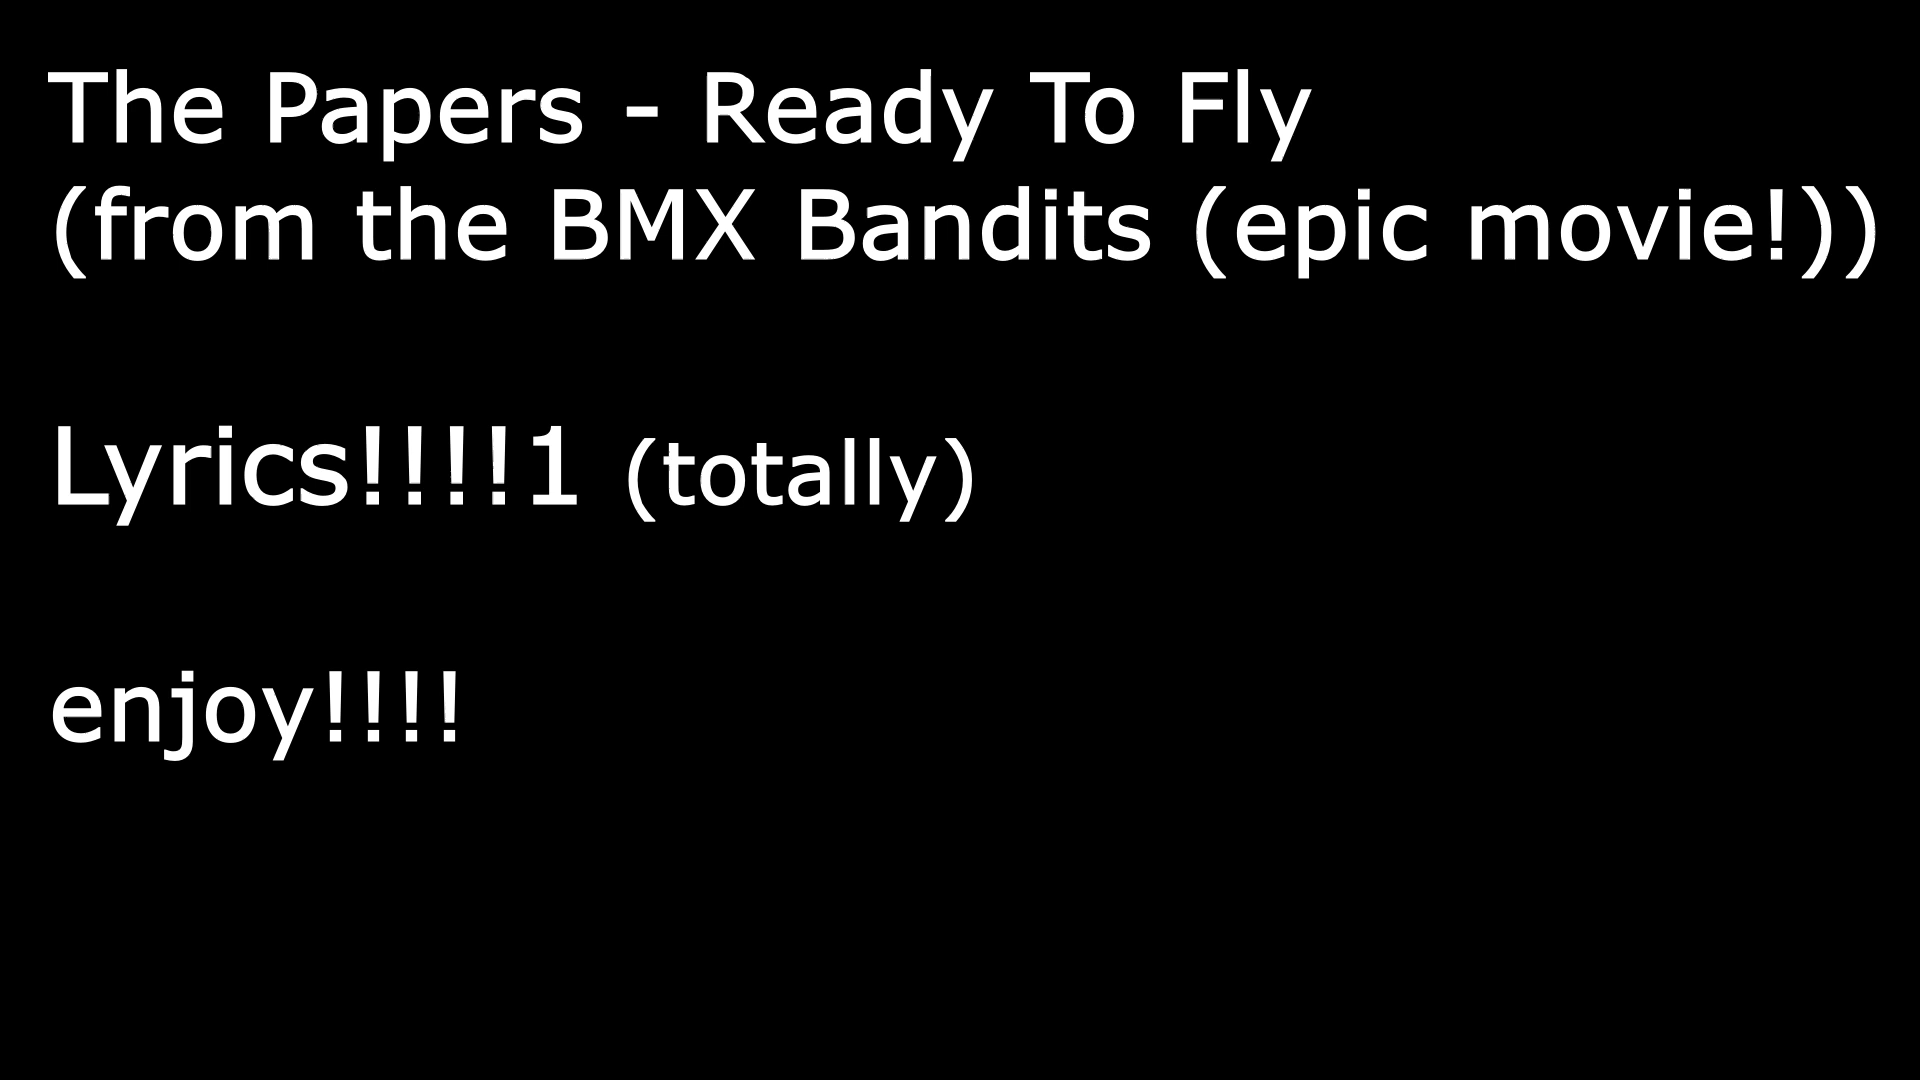 The Papers - Ready To Fly
(from the BMX Bandits (epic movie!))
Lyrics!!!!1 (totally)
enjoy!!!!